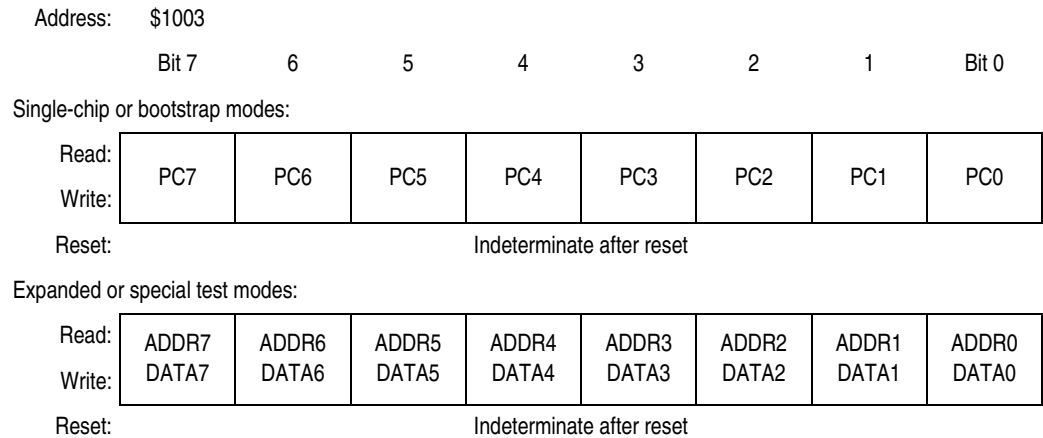 Address: $1003
Bit 7 6 5 4 3 2 1 Bit 0
Single-chip or bootstrap modes:
Read:
PC7 PC6 PC5 PC4 PC3 PC2 PC1 PC0
Write:
Reset: Indeterminate after reset
Expanded or special test modes:
Read: ADDR7 ADDR6 ADDR5 ADDR4 ADDR3 ADDR2 ADDR1 ADDR0
Write: DATA7 DATA6 DATA5 DATA4 DATA3 DATA2 DATA1 DATA0
Reset: Indeterminate after reset